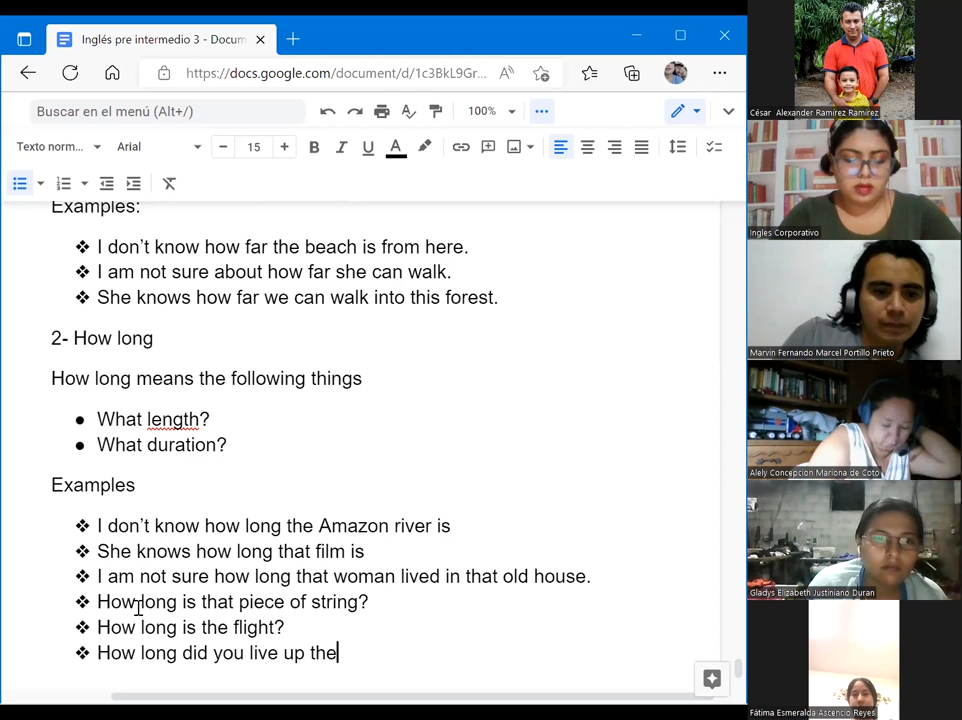 Inglés pre intermedio 3 - Docum
https://docs.google.com/document/d/1c3BkL9Gr...
Buscar en el menú (Alt+/)
100%
Texto norm...
Arial
15
Examples:
❖ I don’t know how far the beach is from here.
❖ I am not sure about how far she can walk.
❖ She knows how far we can walk into this forest.
2- How long
How long means the following things
● What length?
● What duration?
Examples
❖ I don’t know how long the Amazon river is
❖ She knows how long that film is
❖ I am not sure how long that woman lived in that old house.
❖ How long is that piece of string?
❖ How long is the flight?
❖ How long did you live up the
César Alexander Ramírez Ramírez
Ingles Corporativo
Marvin Fernando Marcel Portillo Prieto
Alely Concepcion Mariona de Coto
Gladys Elizabeth Justiniano Duran
Fátima Esmeralda Ascencio Reyes